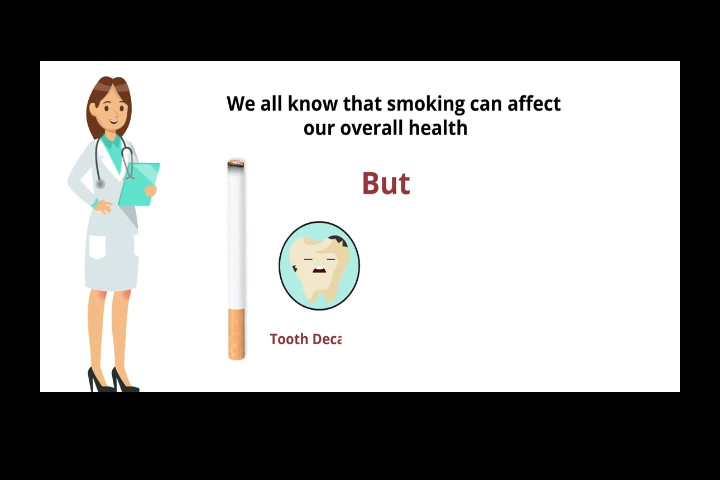 We all know that smoking can affect
our overall health
But
Tooth Deca